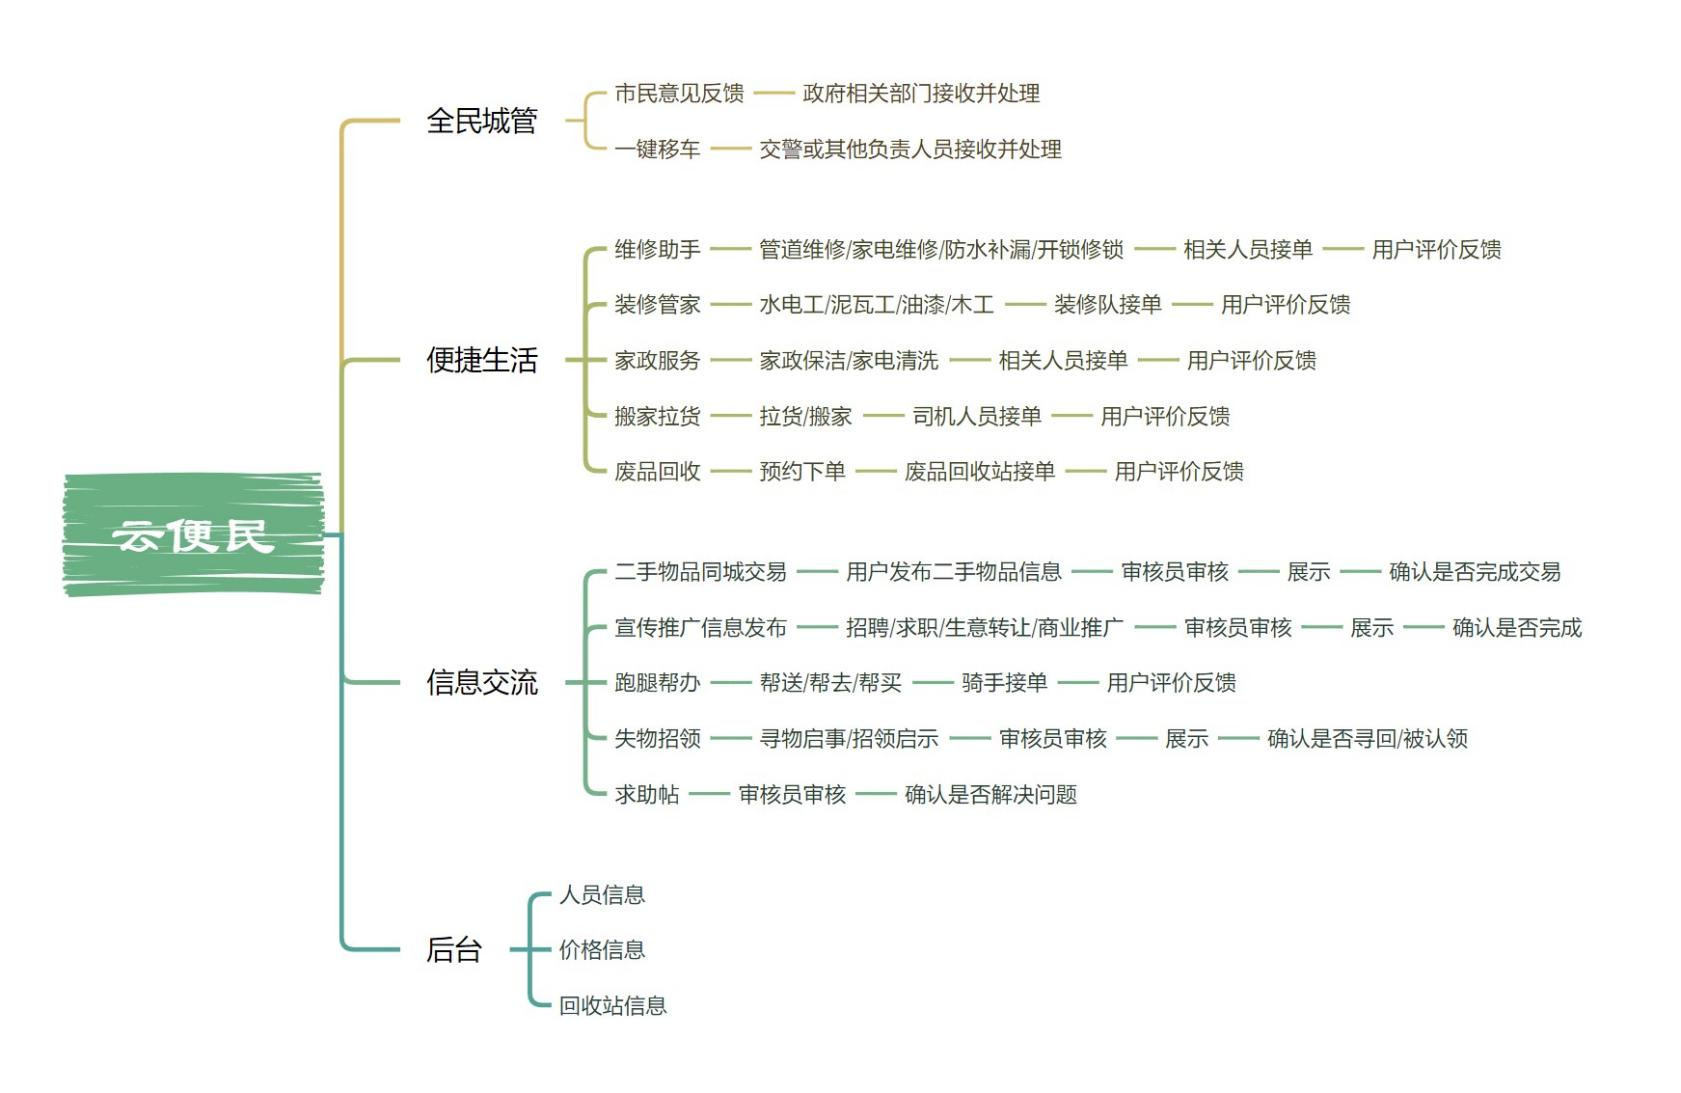 云便民
全民城管
市民意见反馈 政府相关部门接收并处理
一键移车 交警或其他负责人员接收并处理
便捷生活
维修助手 管道维修/家电维修/防水补漏/开锁修锁 相关人员接单 用户评价反馈
装修管家 水电工/泥瓦工/油漆/木工 装修队接单 用户评价反馈
家政服务 家政保洁/家电清洗 相关人员接单 用户评价反馈
搬家拉货 拉货/搬家 司机人员接单 用户评价反馈
废品回收 预约下单 废品回收站接单 用户评价反馈
信息交流
二手物品同城交易 用户发布二手物品信息 审核员审核 展示 确认是否完成交易
宣传推广信息发布 招聘/求职/生意转让/商业推广 审核员审核 展示 确认是否完成
跑腿帮办 帮送/帮去/帮买 骑手接单 用户评价反馈
失物招领 寻物启事/招领启示 审核员审核 展示 确认是否寻回/被认领
求助帖 审核员审核 确认是否解决问题
后台
人员信息
价格信息
回收站信息